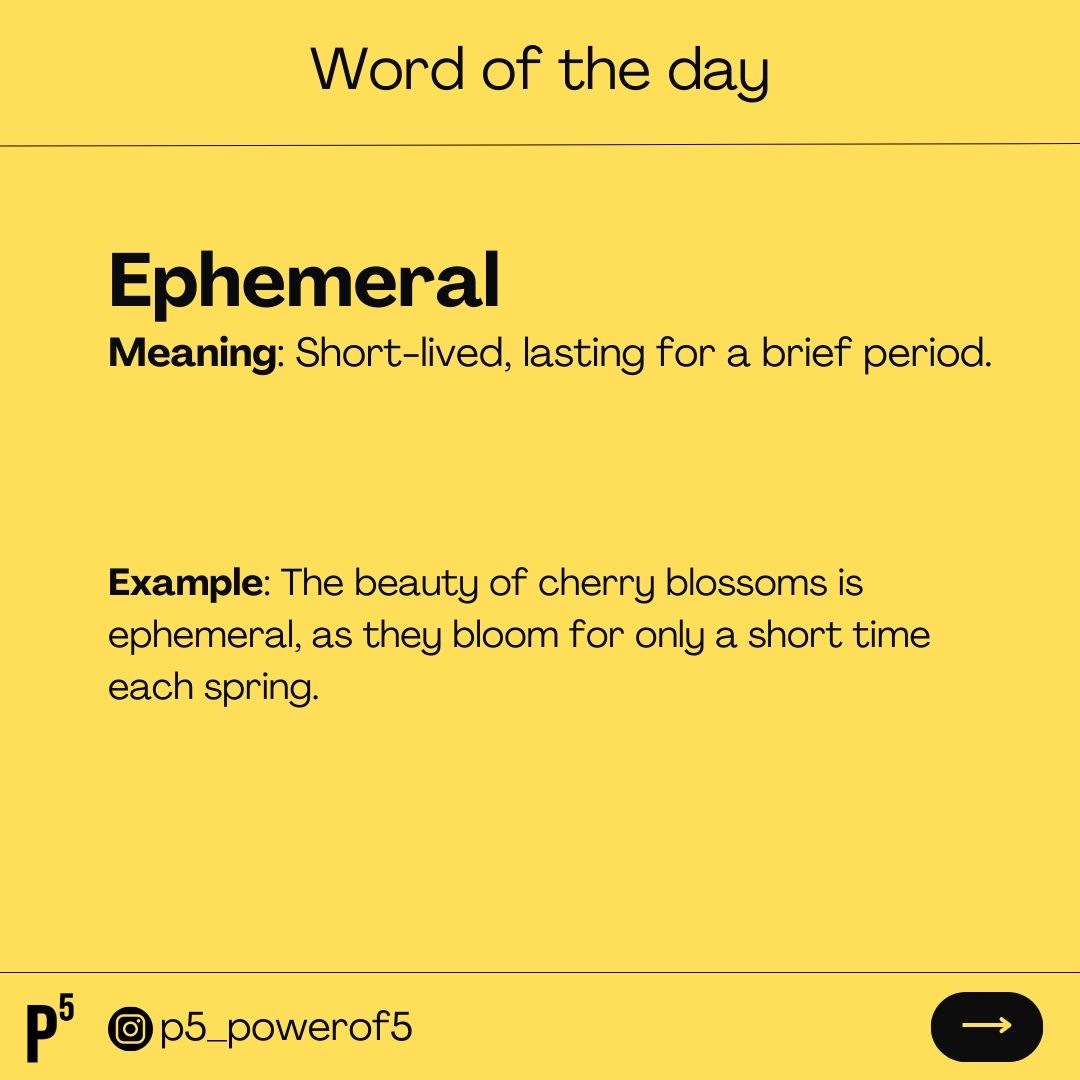 Word of the day
Ephemeral
Meaning: Short-lived, lasting for a brief period.
Example: The beauty of cherry blossoms is
ephemeral, as they bloom for only a short time
each spring.
P⁵ p5_powerof5